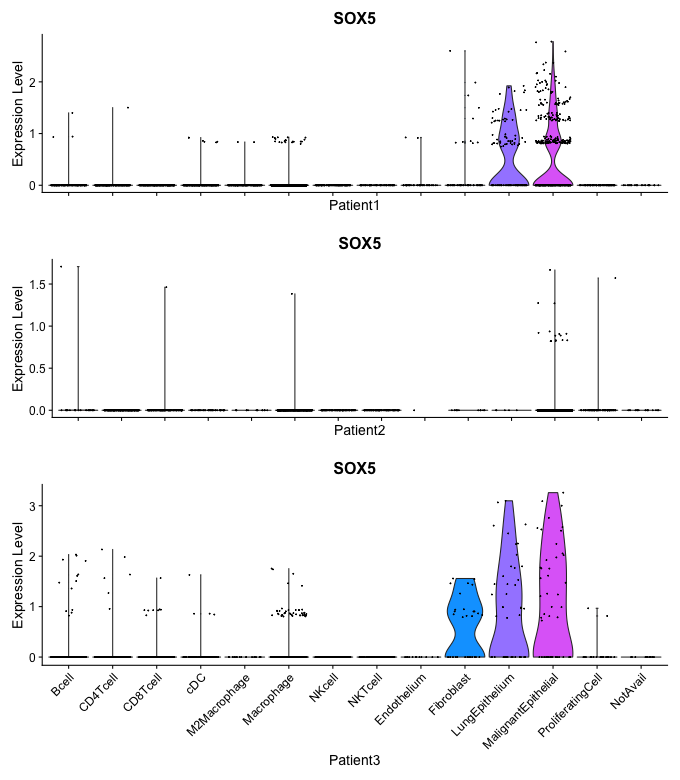 SOX5
Expression Level
2
1
0
Patient1
SOX5
Expression Level
1.5
1.0
0.5
0.0
Patient2
SOX5
Expression Level
3
2
1
0
Bcell
CD4Tcell
CD8Tcell
cDC
M2Macrophage
Macrophage
NKcell
NKTcell
Endothelium
Fibroblast
LungEpithelium
MalignantEpithelial
ProliferatingCell
NotAvail
Patient3